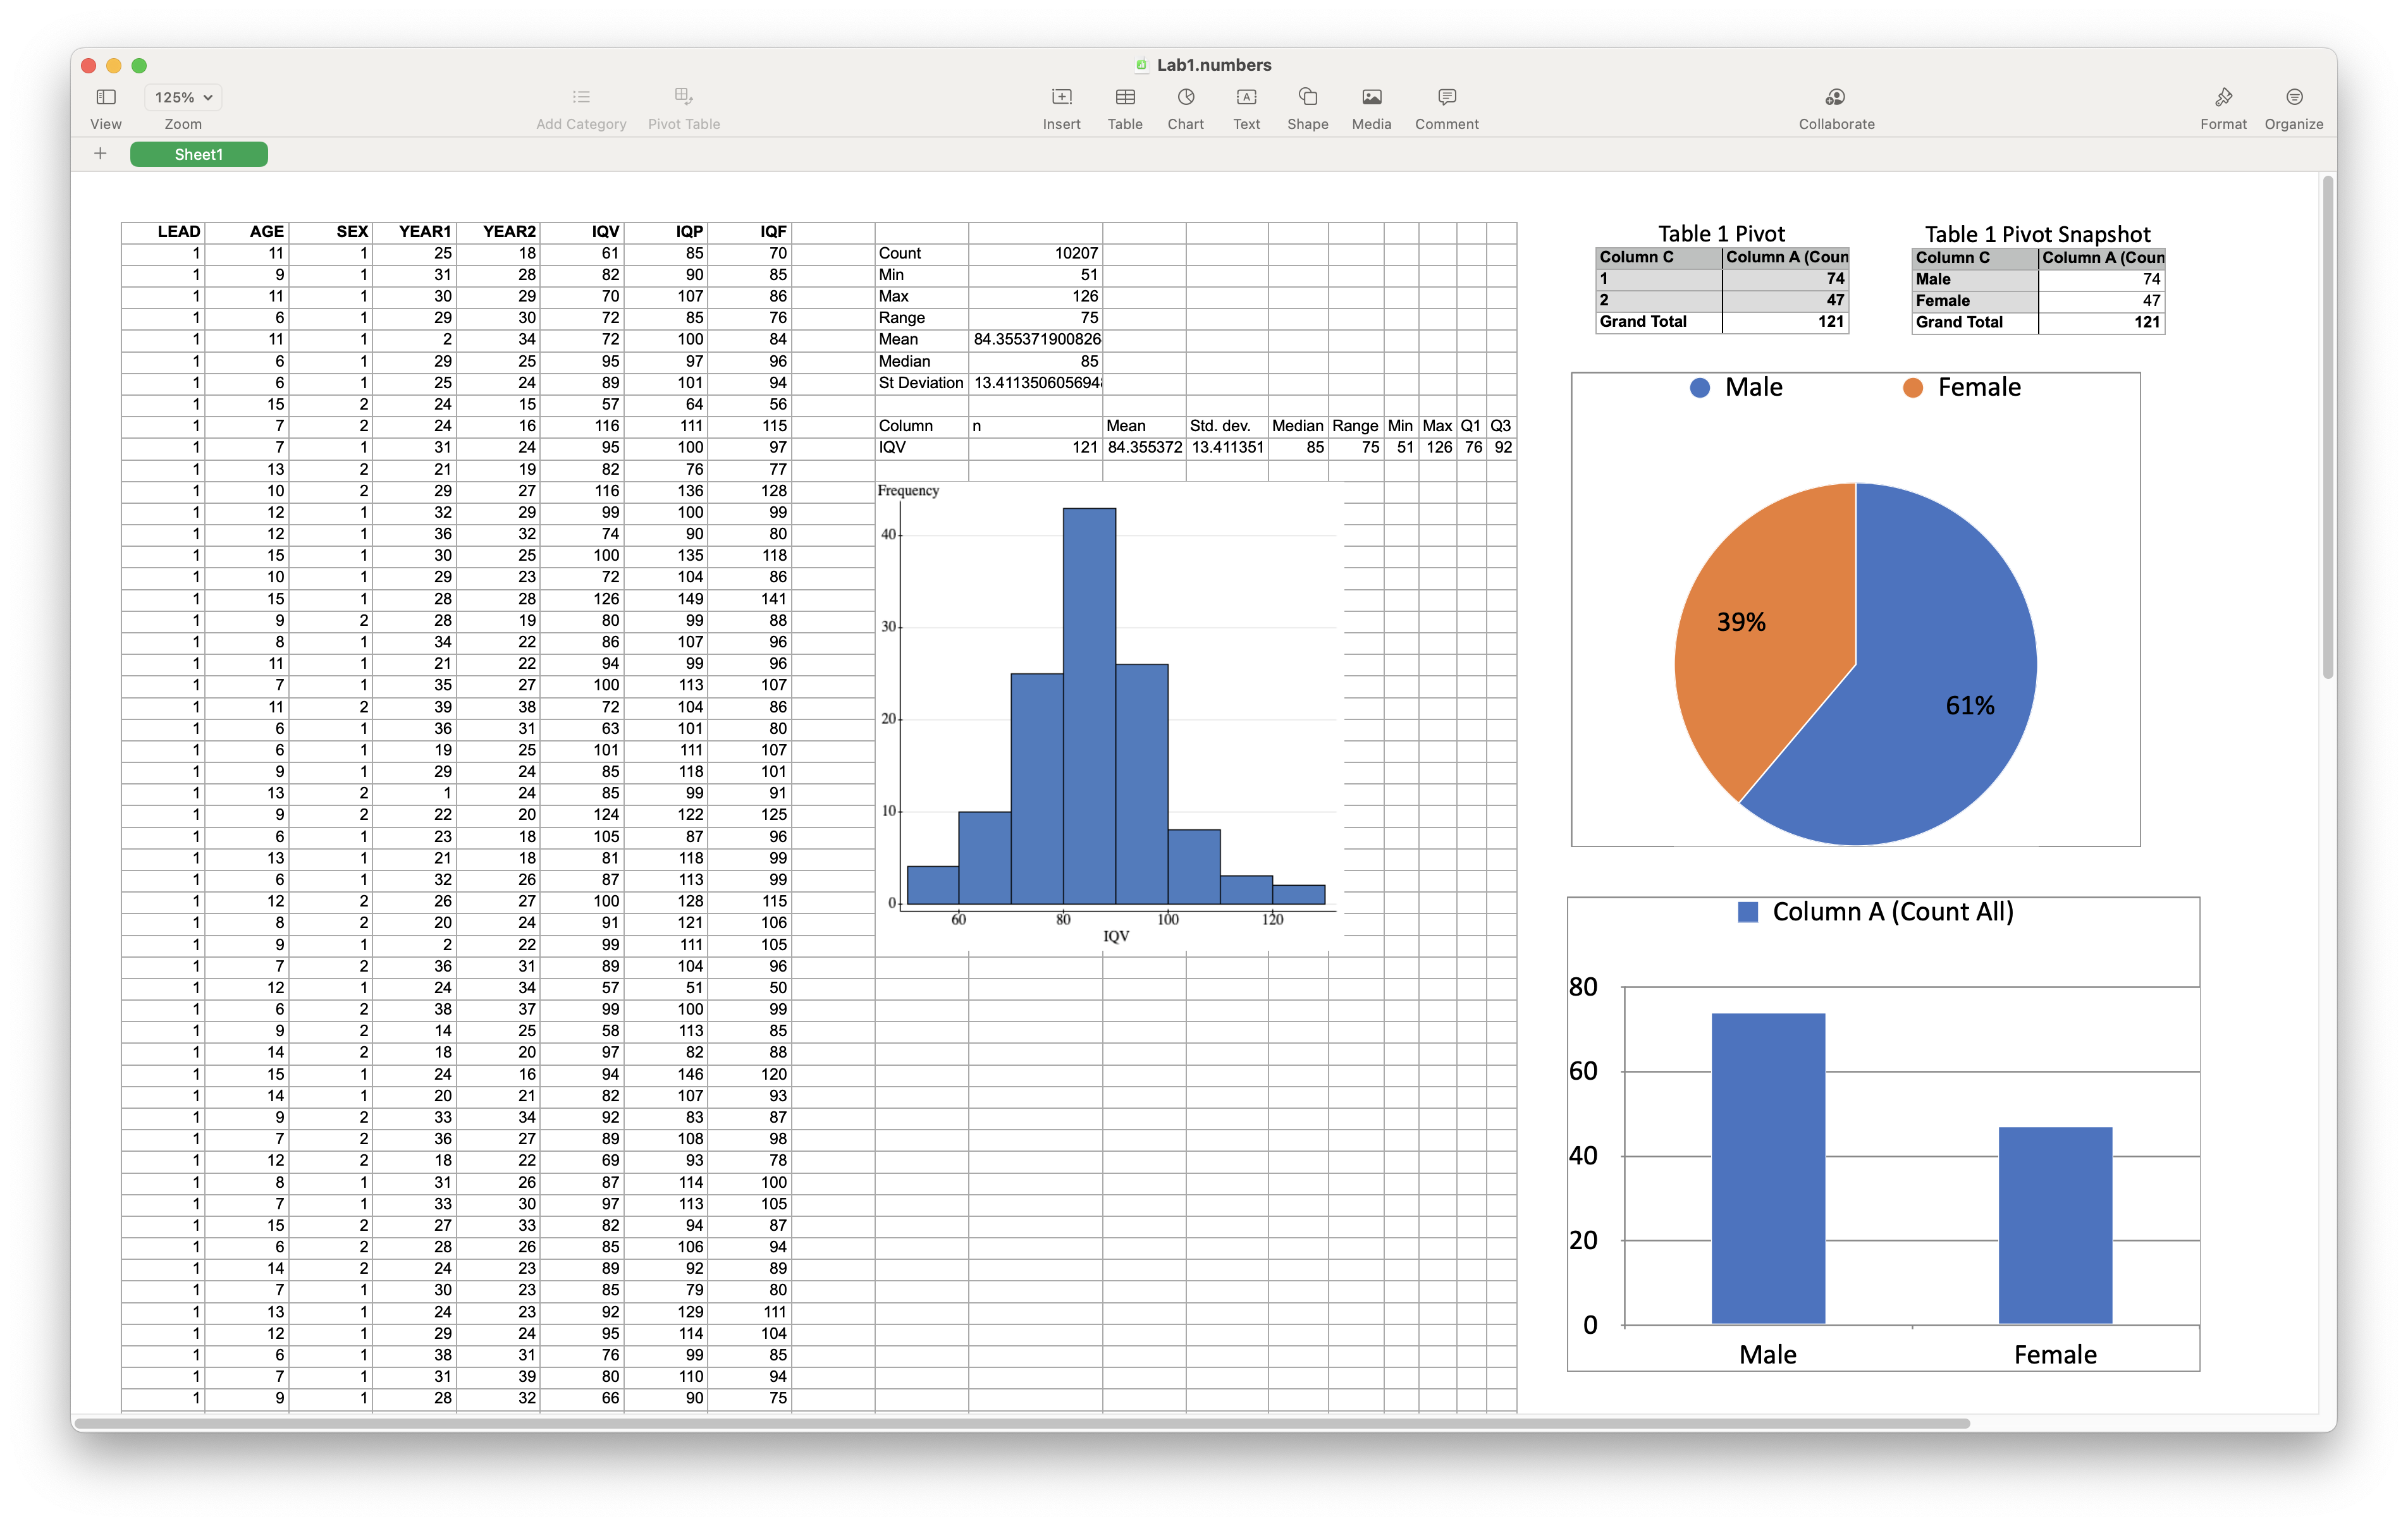 Lab1.numbers
125%
View Zoom Add Category Pivot Table Insert Table Chart Text Shape Media Comment Collaborate Format Organize
Sheet1
LEAD AGE SEX YEAR1 YEAR2 IQV IQP IQF
1 11 1 25 18 61 85 70
1 9 1 31 28 82 90 85
1 11 1 30 29 70 107 86
1 6 1 29 30 72 85 76
1 11 1 2 34 72 100 84
1 6 1 29 25 95 97 96
1 6 1 25 24 89 101 94
1 15 2 24 15 57 64 56
1 7 2 24 16 116 111 115
1 7 1 31 24 95 100 97
1 13 2 21 19 82 76 77
1 10 2 29 27 116 136 128
1 12 1 32 29 99 100 99
1 12 1 36 32 74 90 80
1 15 1 30 25 100 135 118
1 10 1 29 23 72 104 86
1 15 1 28 28 126 149 141
1 9 2 28 19 80 99 88
1 8 1 34 22 86 107 96
1 11 1 21 22 94 99 96
1 7 1 35 27 100 113 107
1 11 2 39 38 72 104 86
1 6 1 36 31 63 101 80
1 6 1 19 25 101 111 107
1 9 1 29 24 85 118 101
1 13 2 1 24 85 99 91
1 9 2 22 20 124 122 125
1 6 1 23 18 105 87 96
1 13 1 21 18 81 118 99
1 6 1 32 26 87 113 99
1 12 2 26 27 100 128 115
1 8 2 20 24 91 121 106
1 9 1 2 22 99 111 105
1 7 2 36 31 89 104 96
1 12 1 24 34 57 51 50
1 6 2 38 37 99 100 99
1 9 2 14 25 58 113 85
1 14 2 18 20 97 82 88
1 15 1 24 16 94 146 120
1 14 1 20 21 82 107 93
1 9 2 33 34 92 83 87
1 7 2 36 27 89 108 98
1 12 2 18 22 69 93 78
1 8 1 31 26 87 114 100
1 7 1 33 30 97 113 105
1 15 2 27 33 82 94 87
1 6 2 28 26 85 106 94
1 14 2 24 23 89 92 89
1 7 1 30 23 85 79 80
1 13 1 24 23 92 129 111
1 12 1 29 24 95 114 104
1 6 1 38 31 76 99 85
1 7 1 31 39 80 110 94
1 9 1 28 32 66 90 75
Count 10207
Min 51
Max 126
Range 75
Mean 84.355371900826
Median 85
St Deviation 13.411350605694
Column n Mean Std. dev. Median Range Min Max Q1 Q3
IQV 121 84.355372 13.411351 85 75 51 126 76 92
Frequency
40
30
20
10
0
60 80 100 120
IQV
Table 1 Pivot
Column C Column A (Coun
1 74
2 47
Grand Total 121
Table 1 Pivot Snapshot
Column C Column A (Coun
Male 74
Female 47
Grand Total 121
Male Female
39%
61%
Column A (Count All)
80
60
40
20
0
Male Female